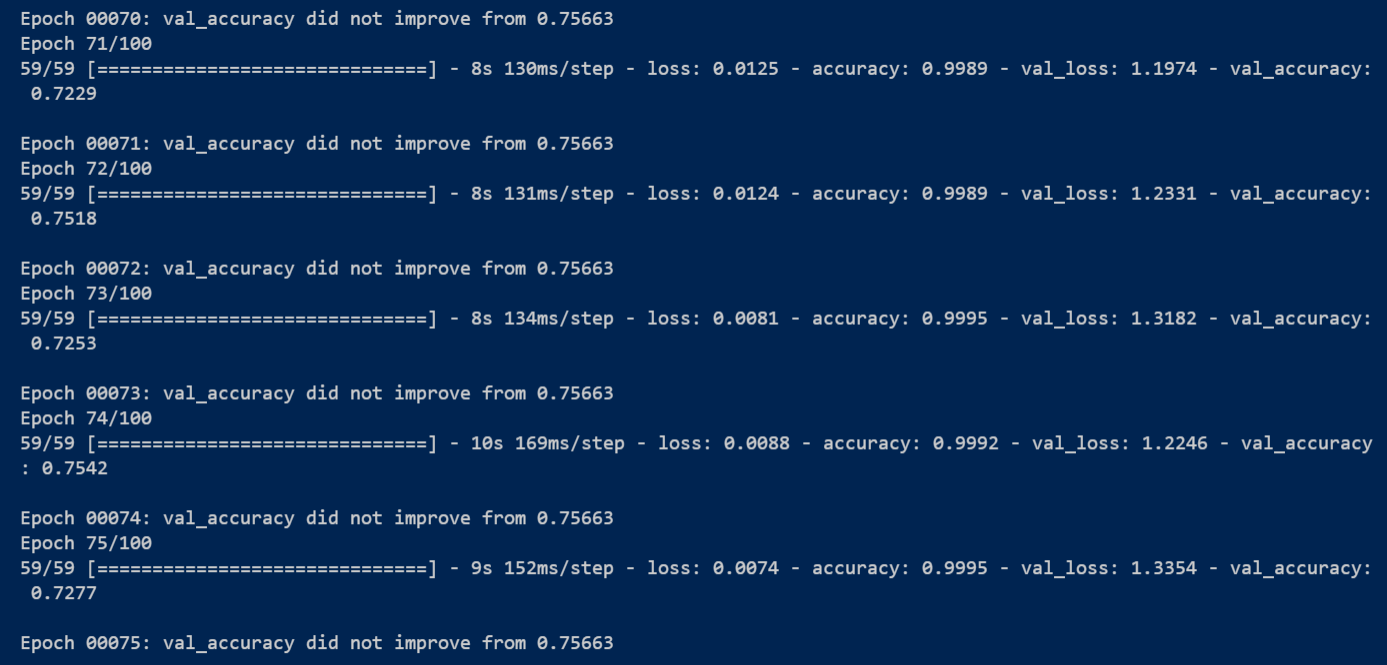 Epoch 00070: val_accuracy did not improve from 0.75663
Epoch 71/100
59/59 [==============================] - 8s 130ms/step - loss: 0.0125 - accuracy: 0.9989 - val_loss: 1.1974 - val_accuracy:
 0.7229

Epoch 00071: val_accuracy did not improve from 0.75663
Epoch 72/100
59/59 [==============================] - 8s 131ms/step - loss: 0.0124 - accuracy: 0.9989 - val_loss: 1.2331 - val_accuracy:
 0.7518

Epoch 00072: val_accuracy did not improve from 0.75663
Epoch 73/100
59/59 [==============================] - 8s 134ms/step - loss: 0.0081 - accuracy: 0.9995 - val_loss: 1.3182 - val_accuracy:
 0.7253

Epoch 00073: val_accuracy did not improve from 0.75663
Epoch 74/100
59/59 [==============================] - 10s 169ms/step - loss: 0.0088 - accuracy: 0.9992 - val_loss: 1.2246 - val_accuracy
: 0.7542

Epoch 00074: val_accuracy did not improve from 0.75663
Epoch 75/100
59/59 [==============================] - 9s 152ms/step - loss: 0.0074 - accuracy: 0.9995 - val_loss: 1.3354 - val_accuracy:
 0.7277

Epoch 00075: val_accuracy did not improve from 0.75663